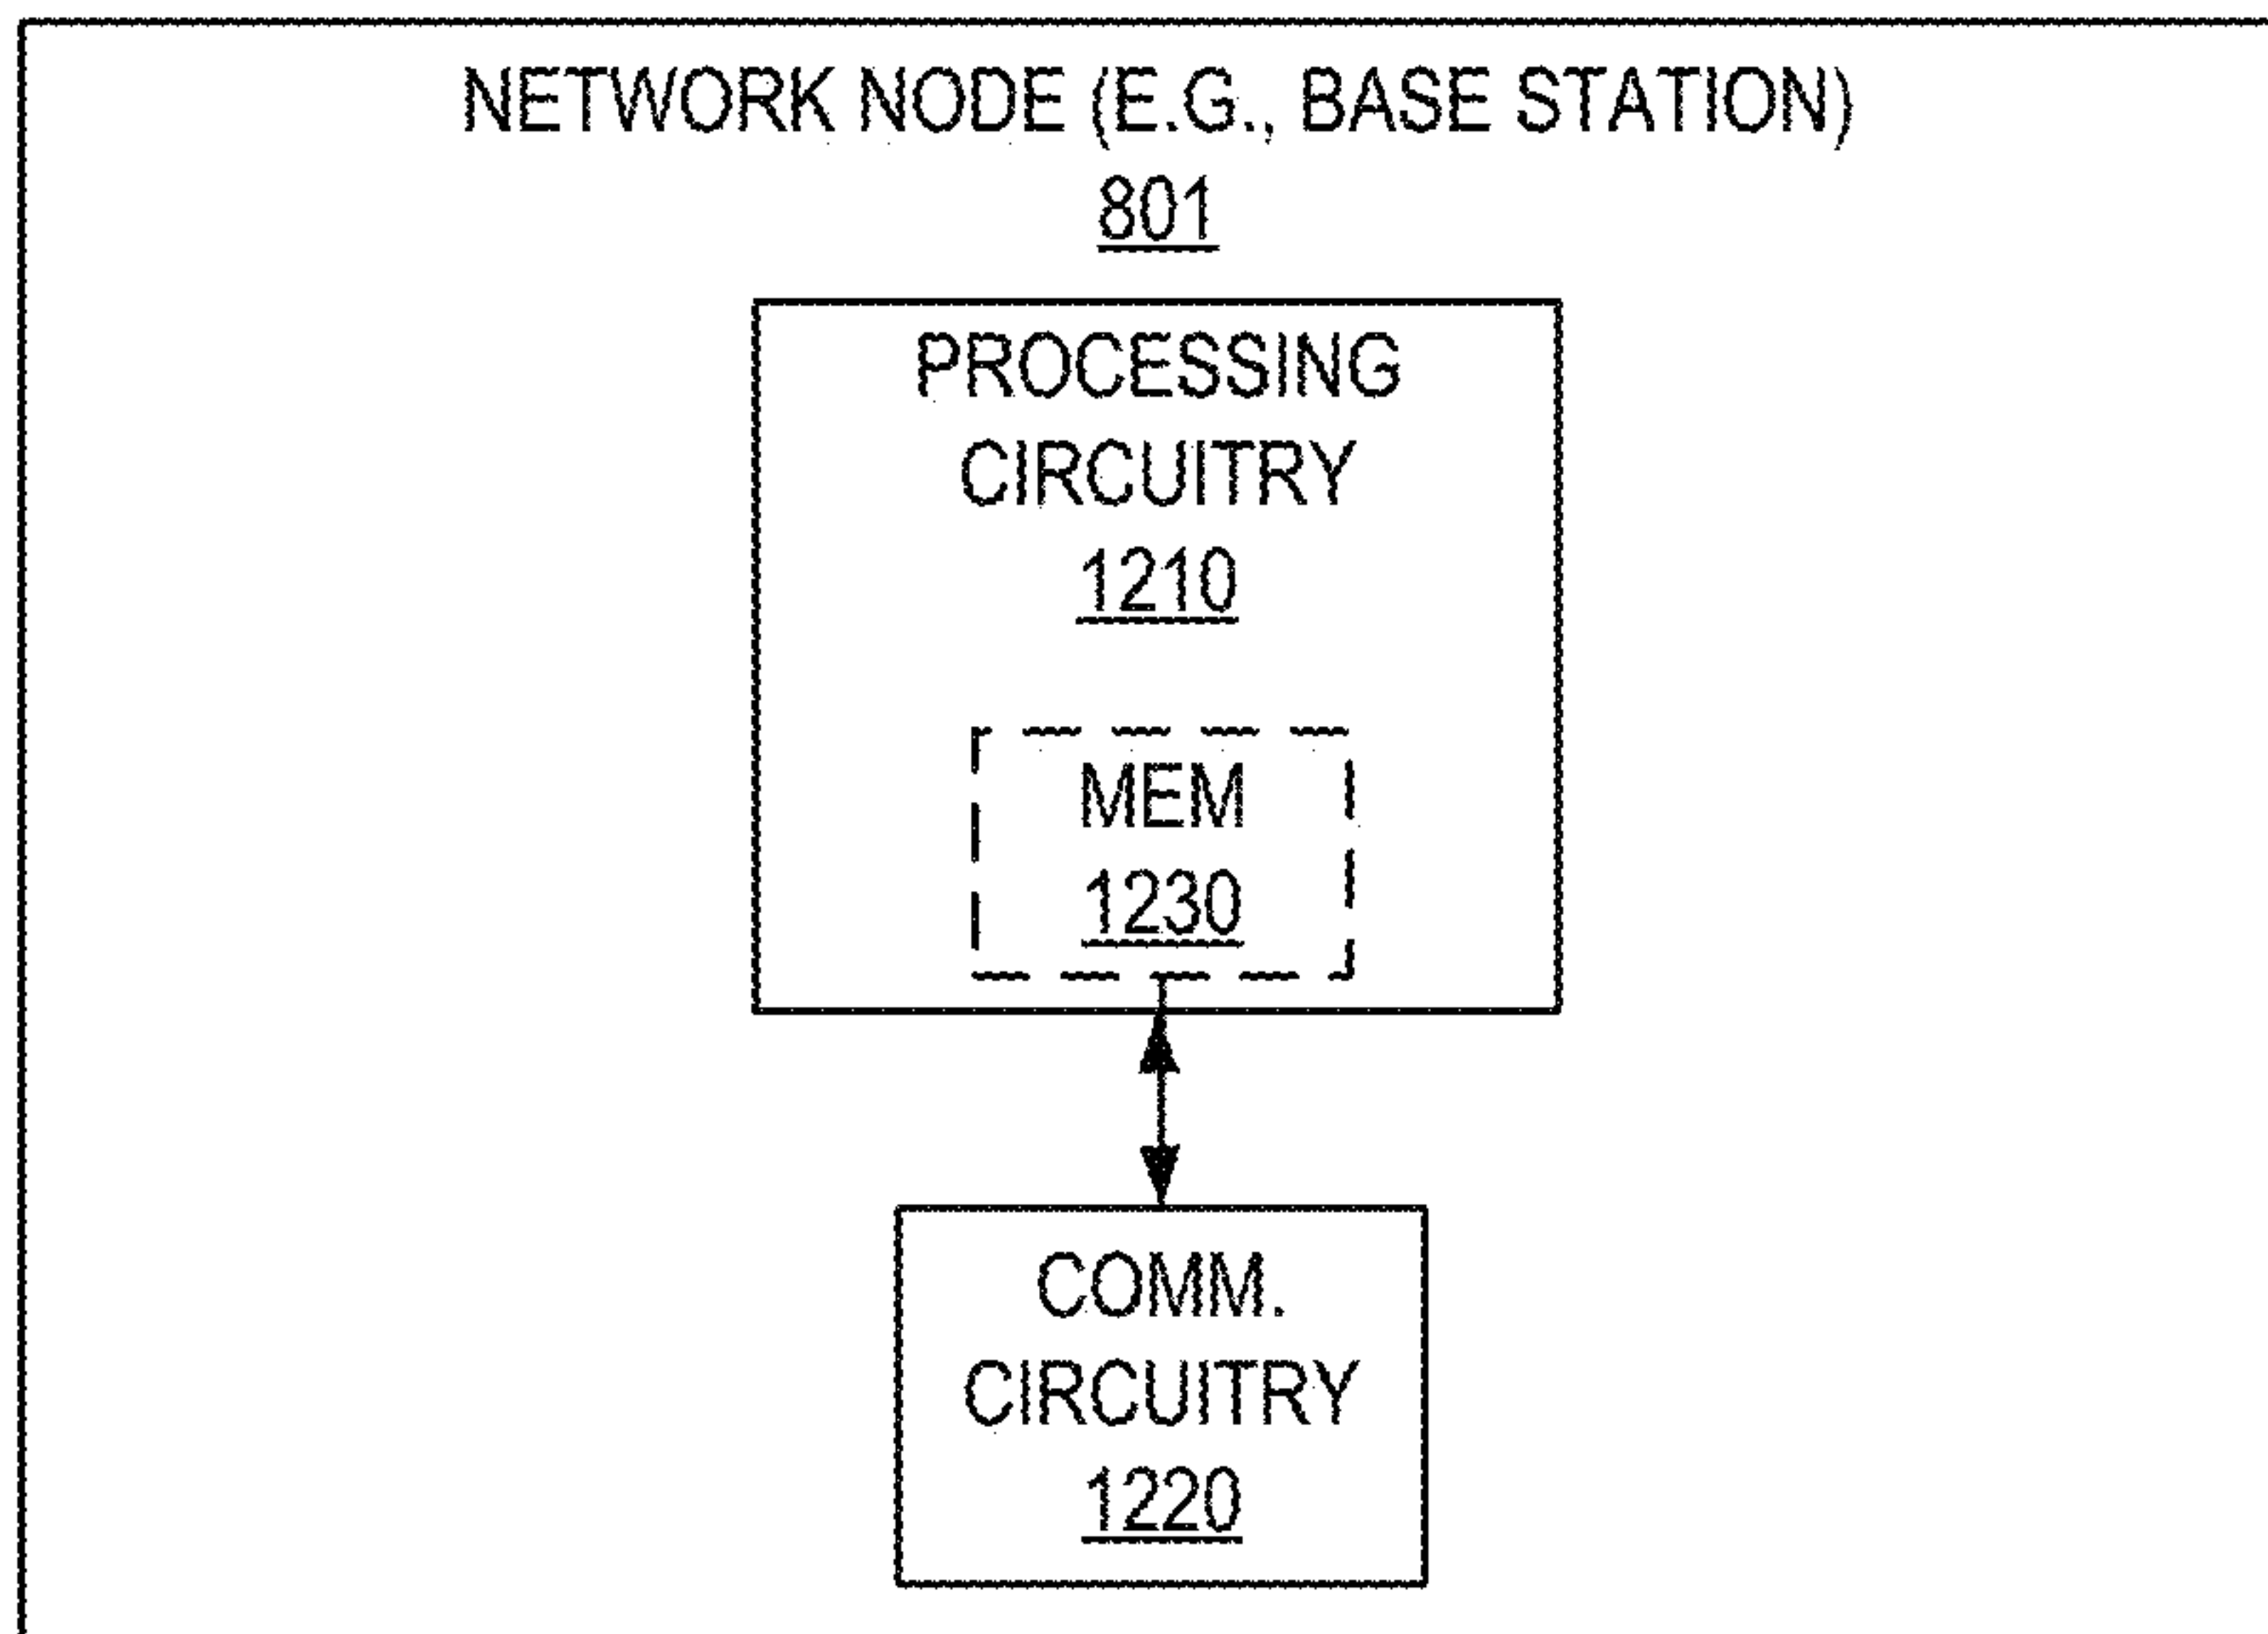 NETWORK NODE (E.G., BASE STATION)
801
PROCESSING
CIRCUITRY
1210
MEM
1230
COMM.
CIRCUITRY
1220